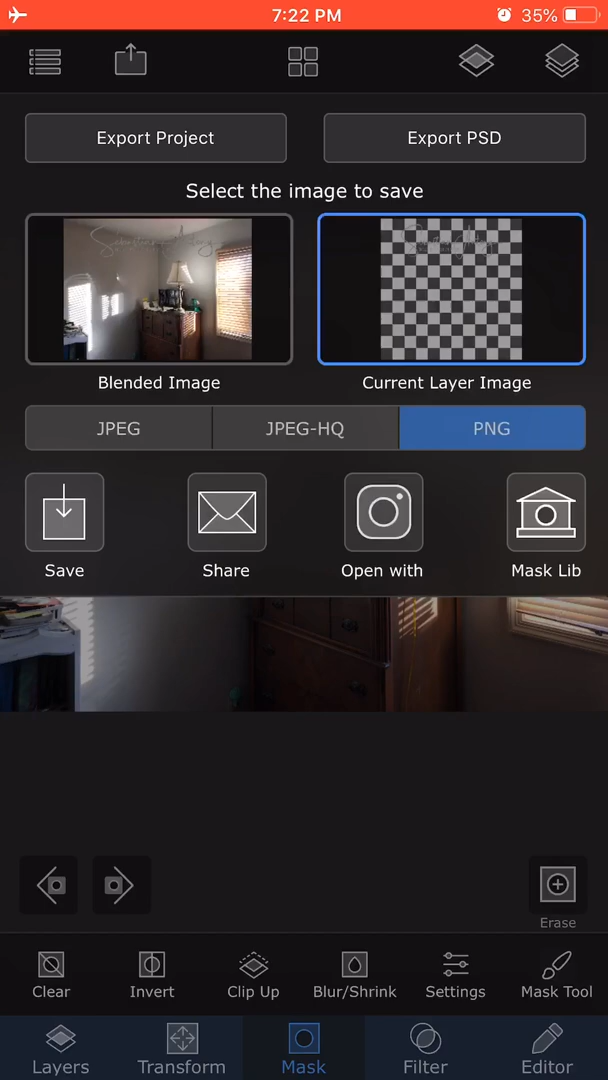 7:22 PM
35%
Export Project
Export PSD
Select the image to save
Blended Image
Current Layer Image
JPEG
JPEG-HQ
PNG
Save
Share
Open with
Mask Lib
Erase
Clear
Invert
Clip Up
Blur/Shrink
Settings
Mask Tool
Layers
Transform
Mask
Filter
Editor